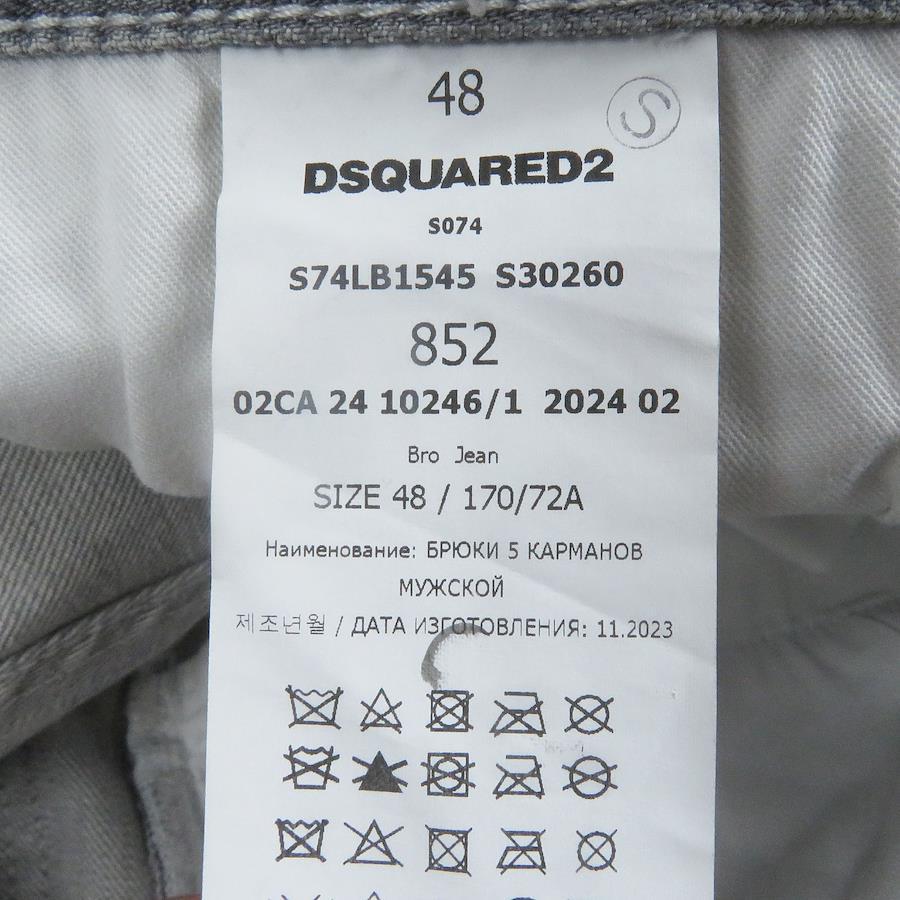 48
S
DSQUARED2
S074
S74LB1545 S30260
852
02CA 24 10246/1 2024 02
Bro Jean
SIZE 48 / 170/72A
Наименование: БРЮКИ 5 КАРМАНОВ
МУЖСКОЙ
제조년월 / ДАТА ИЗГОТОВЛЕНИЯ: 11.2023